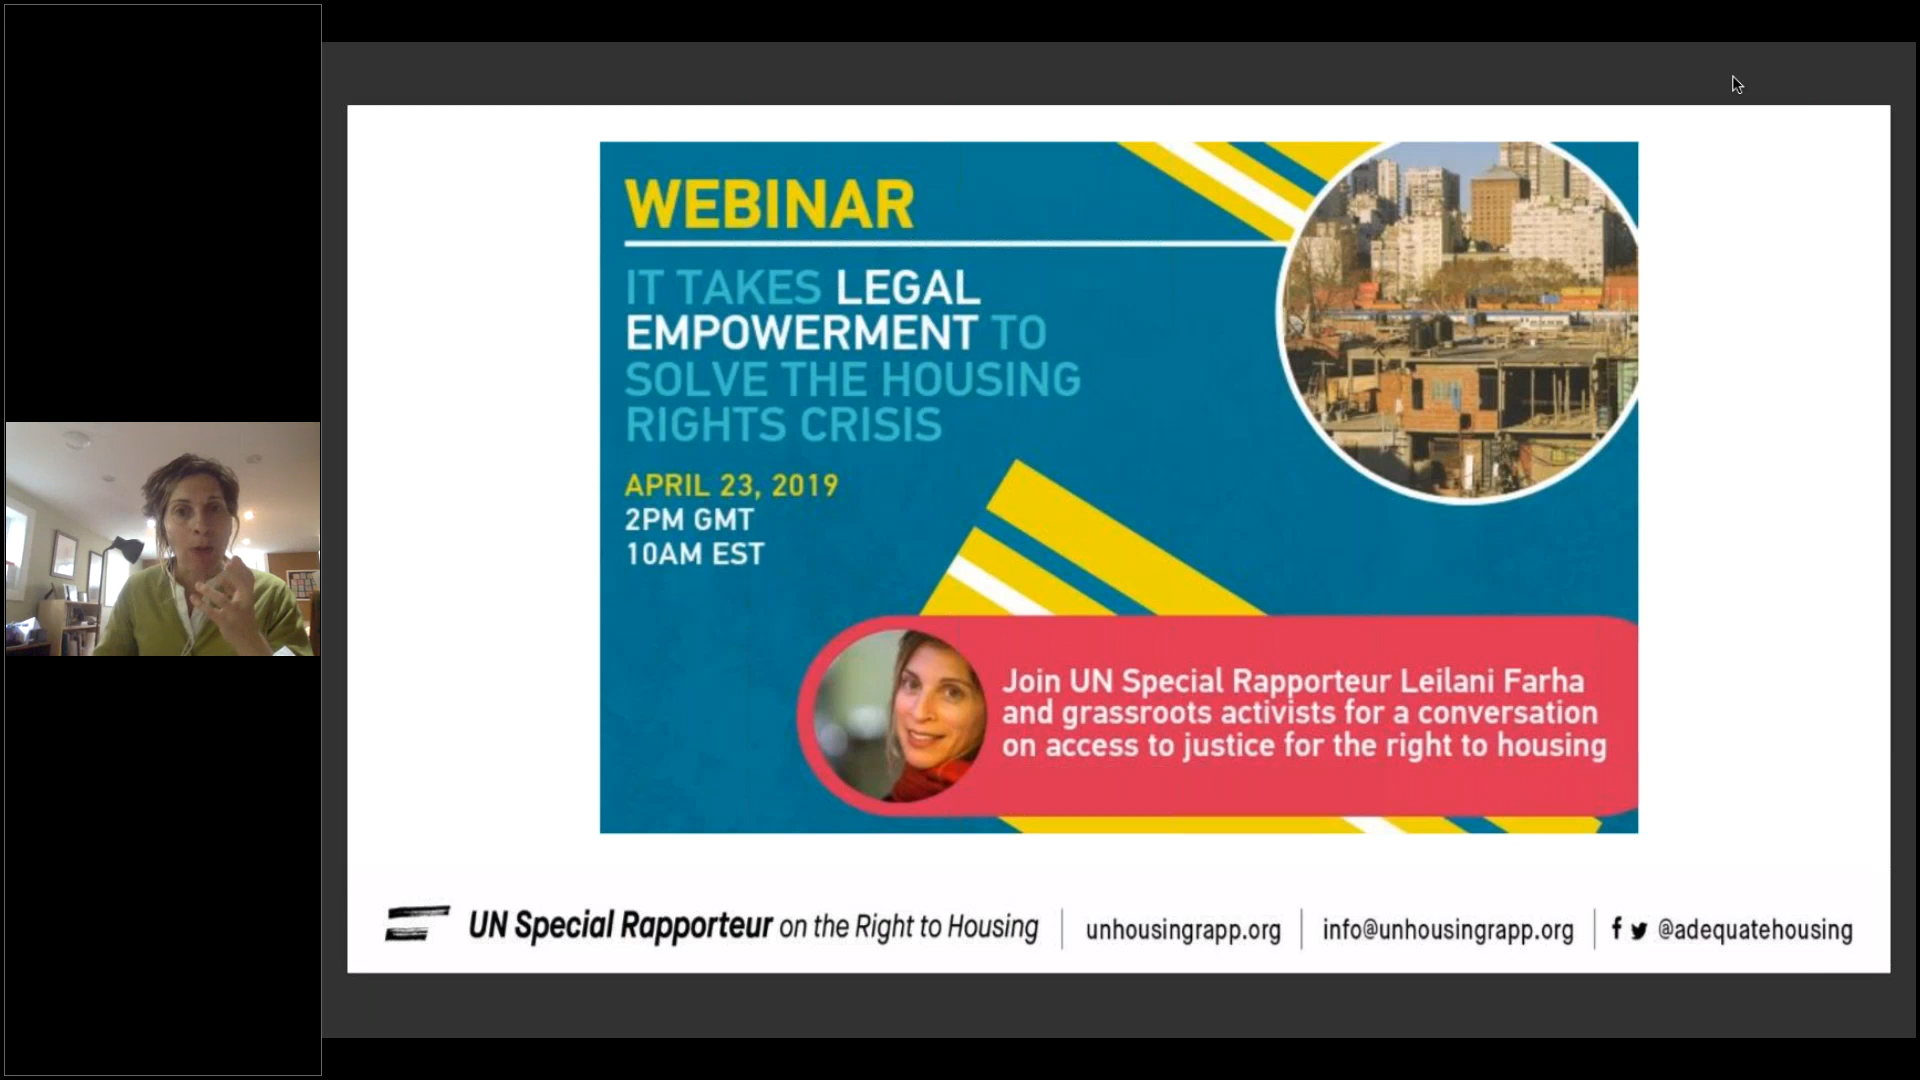 WEBINAR
IT TAKES LEGAL
EMPOWERMENT TO
SOLVE THE HOUSING
RIGHTS CRISIS
APRIL 23, 2019
2PM GMT
10AM EST
Join UN Special Rapporteur Leilani Farha
and grassroots activists for a conversation
on access to justice for the right to housing
UN Special Rapporteur on the Right to Housing | unhousingrapp.org | info@unhousingrapp.org | @adequatehousing